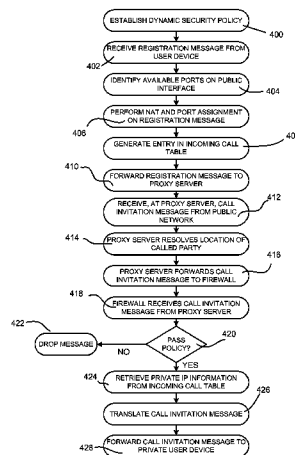 ESTABLISH DYNAMIC SECURITY POLICY
400
RECEIVE REGISTRATION MESSAGE FROM
USER DEVICE
402
IDENTIFY AVAILABLE PORTS ON PUBLIC
INTERFACE
404
PERFORM NAT AND PORT ASSIGNMENT
ON REGISTRATION MESSAGE
406
GENERATE ENTRY IN INCOMING CALL
TABLE
40
410
FORWARD REGISTRATION MESSAGE TO
PROXY SERVER
RECEIVE, AT PROXY SERVER, CALL
INVITATION MESSAGE FROM PUBLIC
NETWORK
412
414
PROXY SERVER RESOLVES LOCATION OF
CALLED PARTY
PROXY SERVER FORWARDS CALL
INVITATION MESSAGE TO FIREWALL
416
418
FIREWALL RECEIVES CALL INVITATION
MESSAGE FROM PROXY SERVER
422
420
DROP MESSAGE
NO
PASS
POLICY?
YES
424
RETRIEVE PRIVATE IP INFORMATION
FROM INCOMING CALL TABLE
426
TRANSLATE CALL INVITATION MESSAGE
FORWARD CALL INVITATION MESSAGE TO
PRIVATE USER DEVICE
428